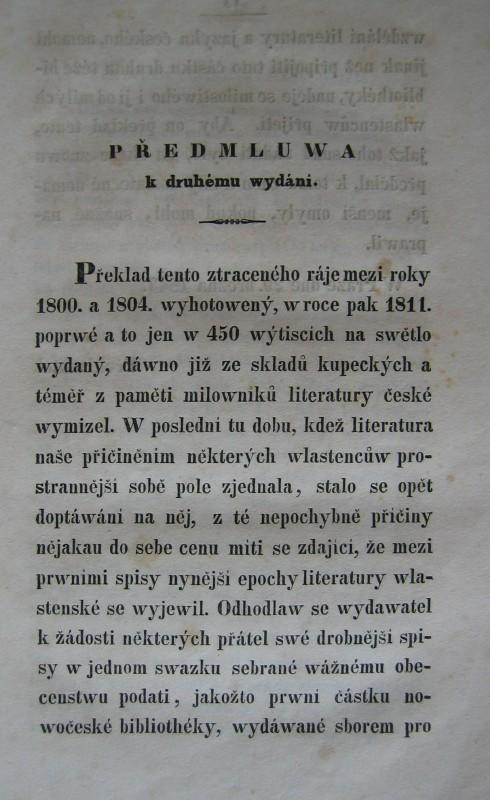 PŘEDMLUWA
k druhému wydáni.
Překlad tento ztraceného ráje mezi roky
1800. a 1804. wyhotowený, w roce pak 1811.
poprwé a to jen w 450 wýtiscích na swětlo
wydaný, dáwno již ze skladů kupeckých a
téměř z paměti milowniků literatury české
wymizel. W poslední tu dobu, kdež literatura
naše přičiněním některých wlastencůw pro-
strannější sobě pole zjednala, stalo se opět
doptáwáni na něj, z té nepochybně příčiny
nějakau do sebe cenu míti se zdající, že mezi
prwními spisy nynější epochy literatury wla-
stenské se wyjewil. Odhodlaw se wydawatel
k žádosti některých přátel swé drobnější spi-
sy w jednom swazku sebrané wážnému obe-
censtwu podati, jakožto prwní částku no-
wočeské bibliothéky, wydáwané sborem pro